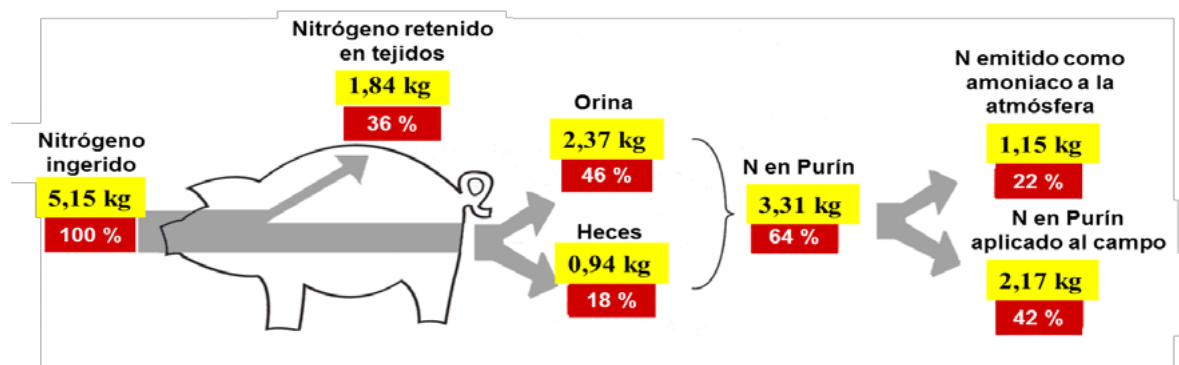 Nitrógeno retenido
en tejidos
1,84 kg
36 %
Nitrógeno
ingerido
5,15 kg
100 %
Orina
2,37 kg
46 %
Heces
0,94 kg
18 %
N en Purín
3,31 kg
64 %
N emitido como
amoniaco a la
atmósfera
1,15 kg
22 %
N en Purín
aplicado al campo
2,17 kg
42 %